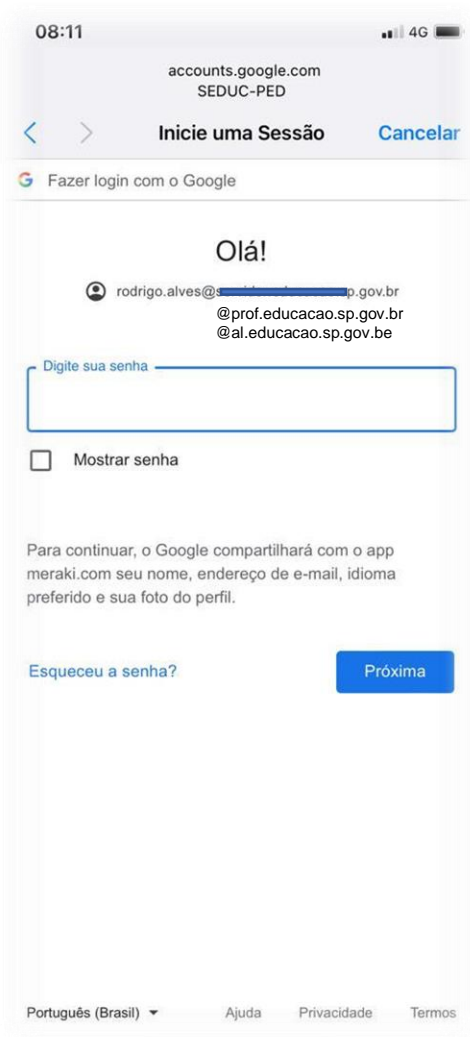 08:11 4G
accounts.google.com
SEDUC-PED
Inicie uma Sessão Cancelar
Fazer login com o Google
Olá!
rodrigo.alves@ p.gov.br
@prof.educacao.sp.gov.br
@al.educacao.sp.gov.be
Digite sua senha
Mostrar senha
Para continuar, o Google compartilhará com o app
meraki.com seu nome, endereço de e-mail, idioma
preferido e sua foto do perfil.
Esqueceu a senha? Próxima
Português (Brasil) Ajuda Privacidade Termos